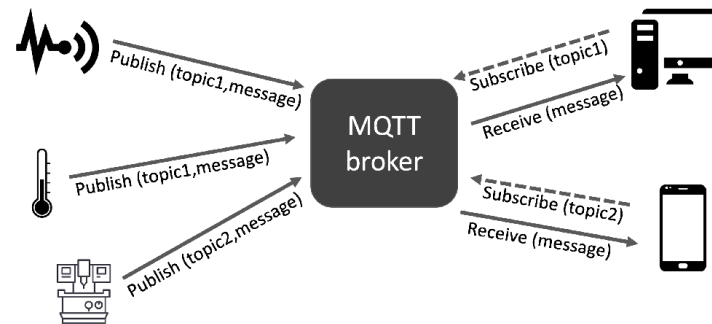 Publish (topic1,message)
Subscribe (topic1)
Receive (message)
MQTT
broker
Publish (topic1,message)
Publish (topic2,message)
Subscribe (topic2)
Receive (message)